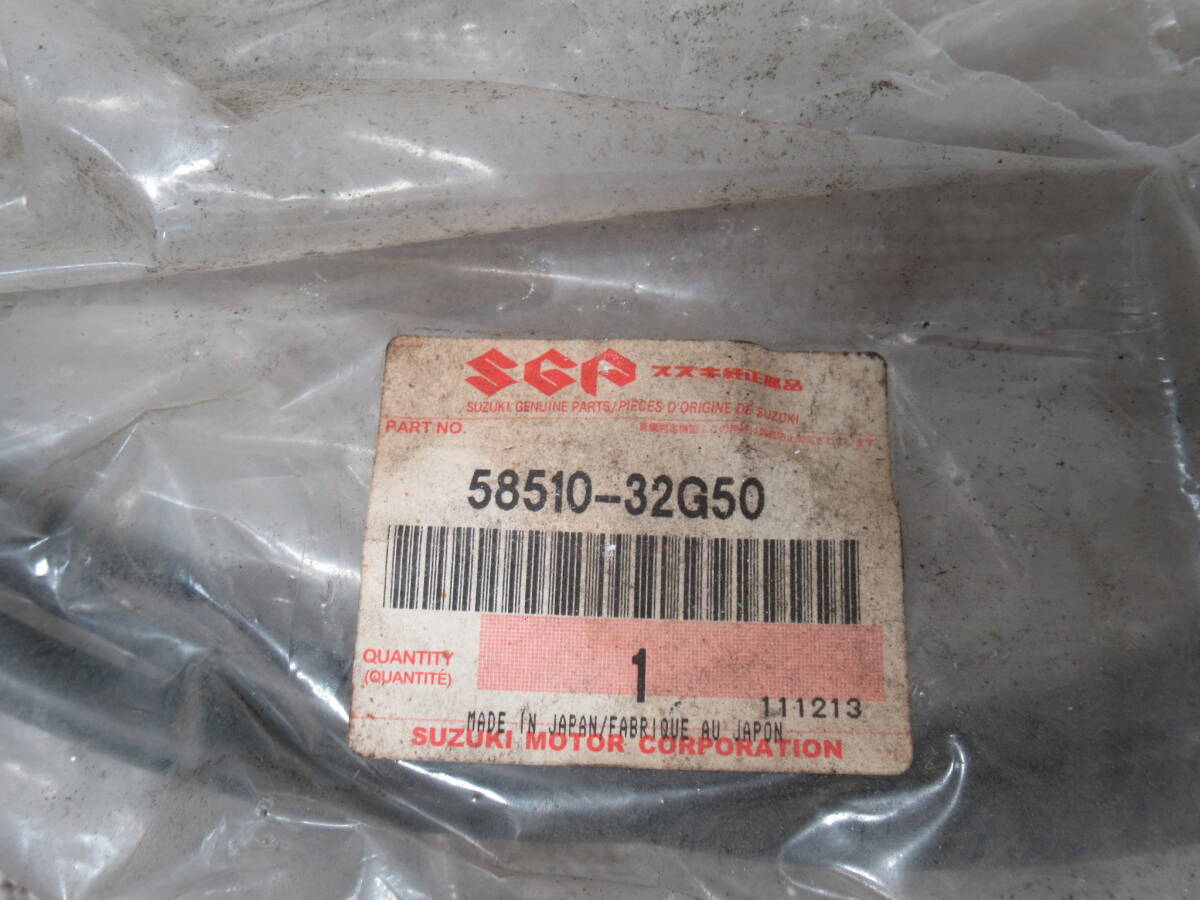 SGP スズキ純正部品
SUZUKI GENUINE PARTS/PIECES D'ORIGINE DE SUZUKI
PART NO.
58510-32G50
QUANTITY
(QUANTITÉ)
1
111213
MADE IN JAPAN/FABRIQUE AU JAPON
SUZUKI MOTOR CORPORATION